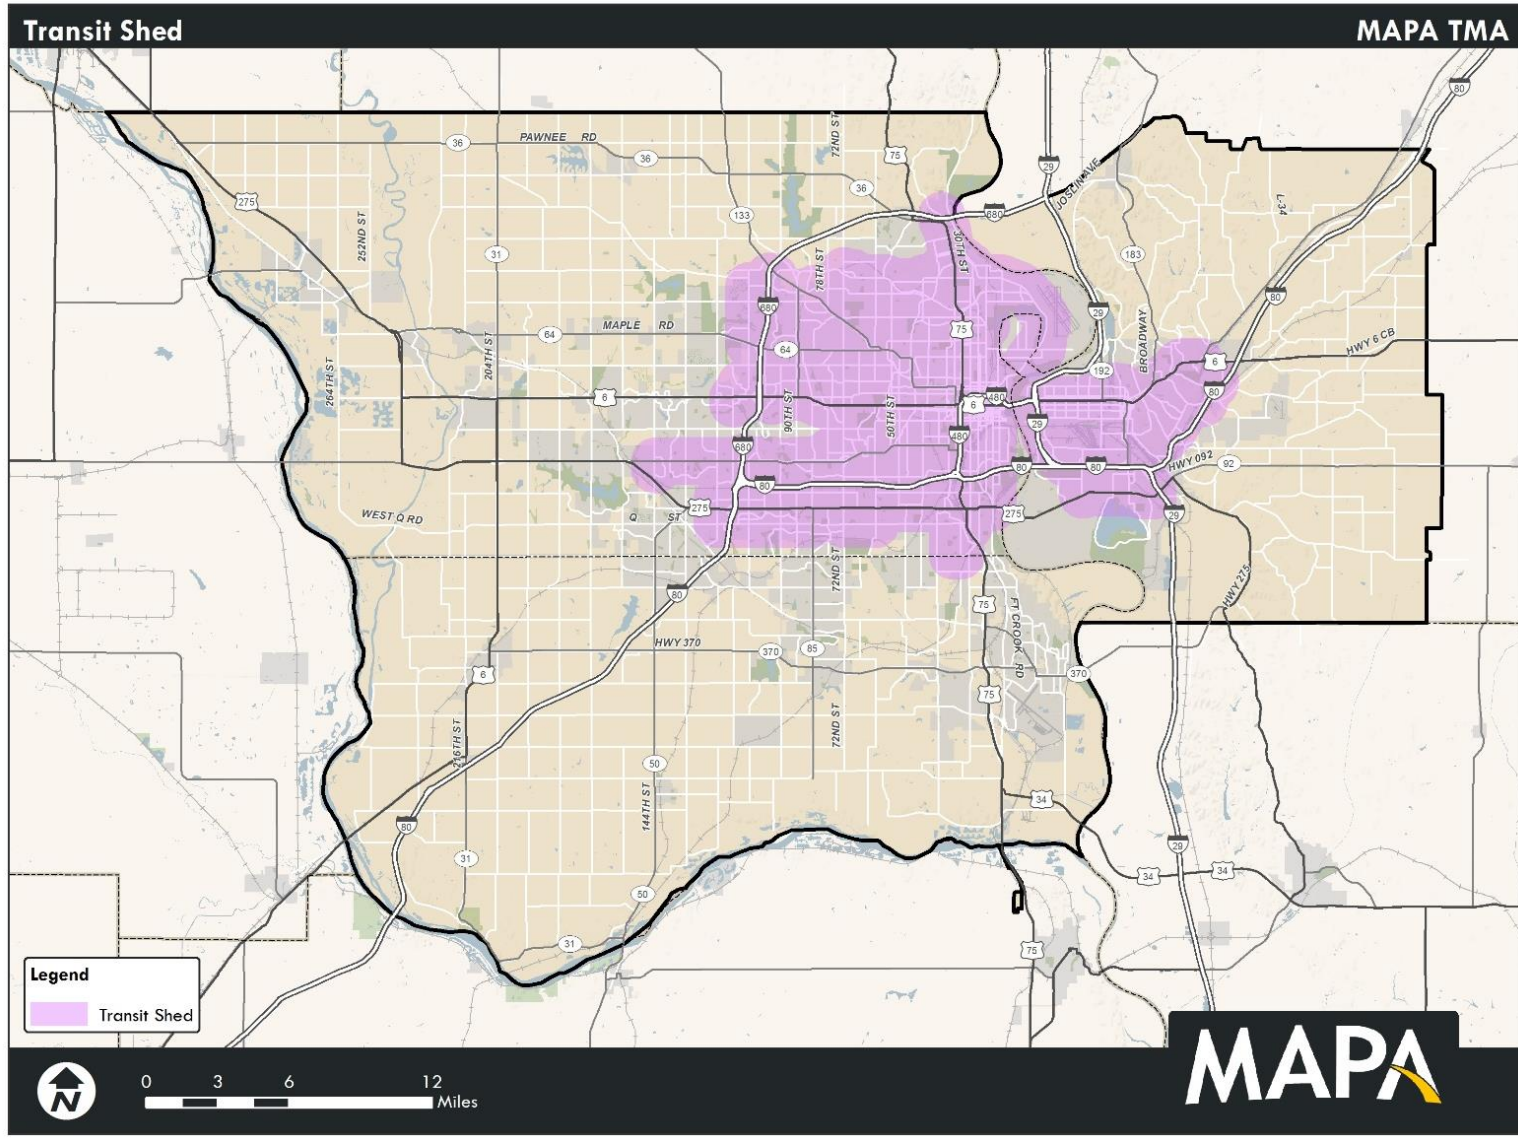 Transit Shed
MAPA TMA
80
PAWNEE RD
36
36
72ND ST
75
36
29
JOSLIN AVE
275
252ND ST
133
680
L-34
31
78TH ST
30TH ST
183
680
29
80
64
MAPLE RD
75
BROADWAY
HWY 6 CB
204TH ST
64
6
192
264TH ST
6
90TH ST
50TH ST
6
480
80
29
680
480
80
80
HWY 092
92
80
275
WEST Q RD
Q ST
275
29
72ND ST
HWY 275
80
75
FT CROOK RD
HWY 370
370
85
6
370
75
72ND ST
216TH ST
50
144TH ST
34
80
31
29
34
34
50
31
75
Legend
Transit Shed
N
0 3 6 12
Miles
MAPA